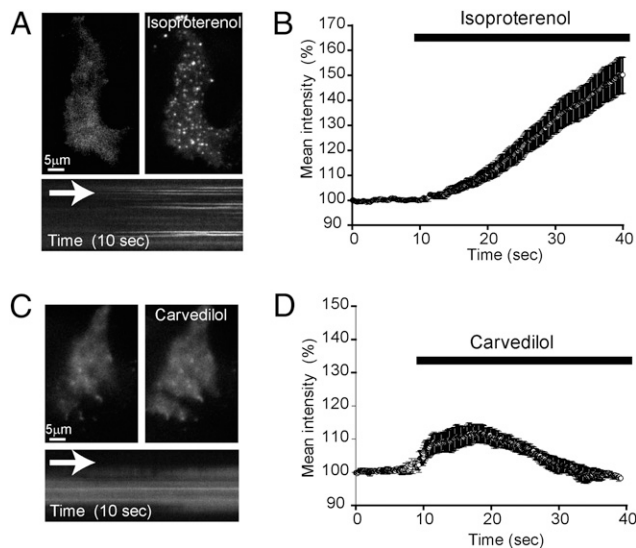 A
Isoproterenol
5μm
Time (10 sec)
B
Isoproterenol
Mean intensity (%)
150
140
130
120
110
100
90
0
10
20
30
40
Time (sec)
C
Carvedilol
5μm
Time (10 sec)
D
Carvedilol
Mean intensity (%)
150
140
130
120
110
100
90
0
10
20
30
40
Time (sec)